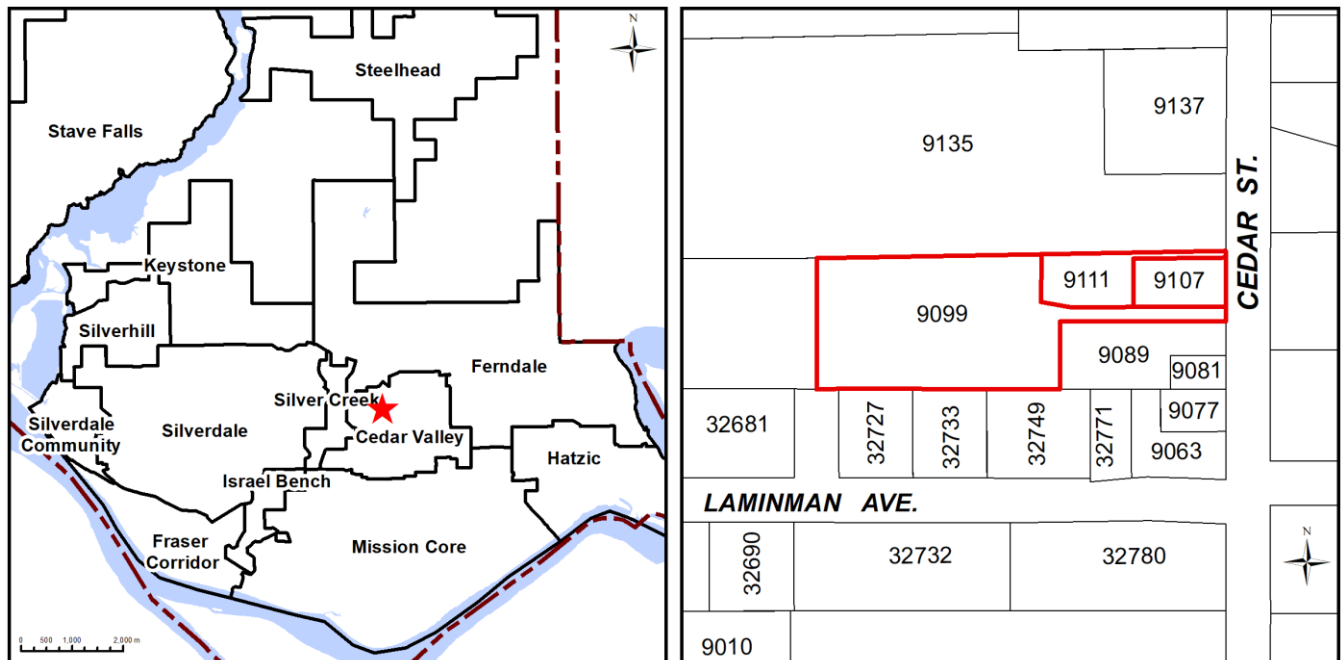 N
Steelhead
Stave Falls
Keystone
Silverhill
Ferndale
Silver Creek
Silverdale
Community
Silverdale
Cedar Valley
Hatzic
Israel Bench
Fraser
Corridor
Mission Core
0 500 1,000 2,000 m
9137
9135
CEDAR ST.
9111
9107
9099
9089
9081
32681
32727
32733
32749
32771
9077
9063
LAMINMAN AVE.
N
32690
32732
32780
9010